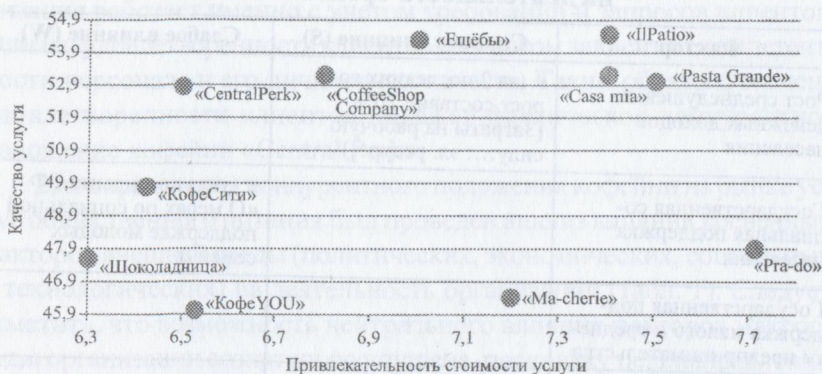 54,9
53,9
52,9
51,9
50,9
49,9
48,9
47,9
46,9
45,9
Качество услуги
«Ещёбы»
«IlPatio»
«CentralPerk»
«CoffeeShop
Company»
«Casa mia»
«Pasta Grande»
«КофеСити»
«Шоколадница»
«КофеYOU»
«Ma-cherie»
«Pra-do»
6,3
6,5
6,7
6,9
7,1
7,3
7,5
7,7
Привлекательность стоимости услуги